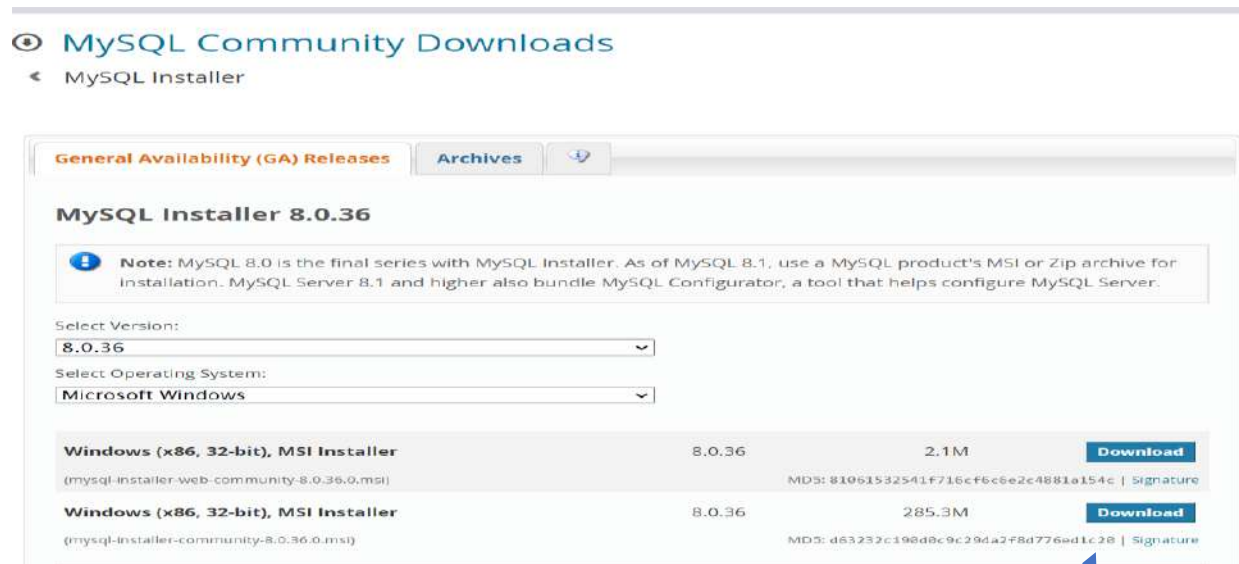 MySQL Community Downloads
MySQL Installer
General Availability (GA) Releases
Archives
MySQL Installer 8.0.36
Note: MySQL 8.0 is the final series with MySQL Installer. As of MySQL 8.1, use a MySQL product's MSI or Zip archive for
installation. MySQL Server 8.1 and higher also bundle MySQL Configurator, a tool that helps configure MySQL Server.
Select Version:
8.0.36
Select Operating System:
Microsoft Windows
Windows (x86, 32-bit), MSI Installer 8.0.36 2.1M Download
(mysql-installer-web-community-8.0.36.0.msi) MD5: 81061532541f716cf6c6e2c4881a154c | Signature
Windows (x86, 32-bit), MSI Installer 8.0.36 285.3M Download
(mysql-installer-community-8.0.36.0.msi) MD5: | Signature